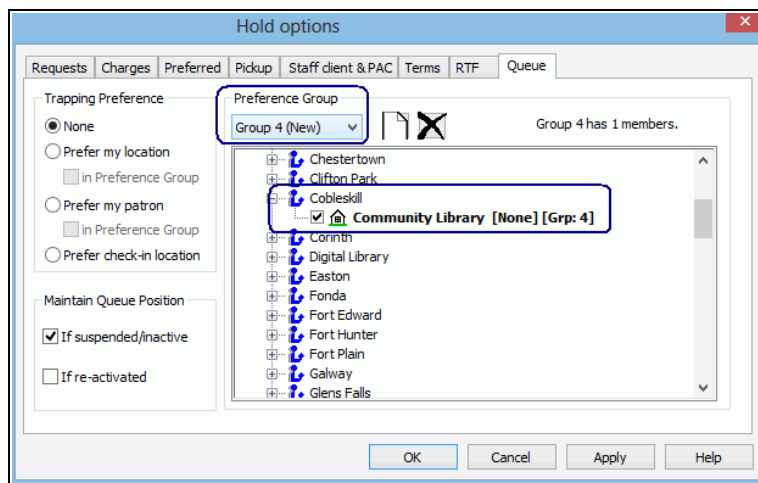 Hold options
Requests Charges Preferred Pickup Staff client & PAC Terms RTF Queue
Trapping Preference
None
Prefer my location
in Preference Group
Prefer my patron
in Preference Group
Prefer check-in location
Maintain Queue Position
If suspended/inactive
If re-activated
Preference Group
Group 4 (New)
Group 4 has 1 members.
Chestertown
Clifton Park
Cobleskill
Community Library [None] [Grp: 4]
Corinth
Digital Library
Easton
Fonda
Fort Edward
Fort Hunter
Fort Plain
Galway
Glens Falls
OK Cancel Apply Help